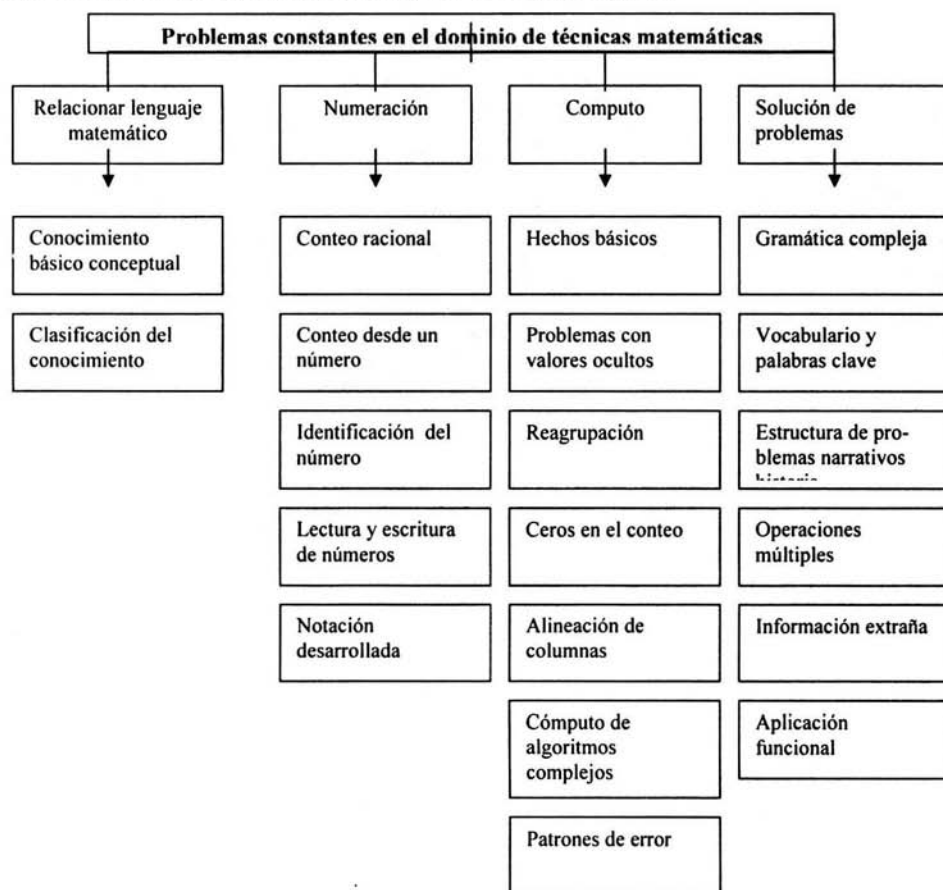 Problemas constantes en el dominio de técnicas matemáticas
Relacionar lenguaje
matemático
Numeración
Computo
Solución de
problemas
Conocimiento
básico conceptual
Clasificación del
conocimiento
Conteo racional
Conteo desde un
número
Identificación del
número
Lectura y escritura
de números
Notación
desarrollada
Hechos básicos
Problemas con
valores ocultos
Reagrupación
Ceros en el conteo
Alineación de
columnas
Cómputo de
algoritmos
complejos
Patrones de error
Gramática compleja
Vocabulario y
palabras clave
Estructura de pro-
blemas narrativos
Operaciones
múltiples
Información extraña
Aplicación
funcional